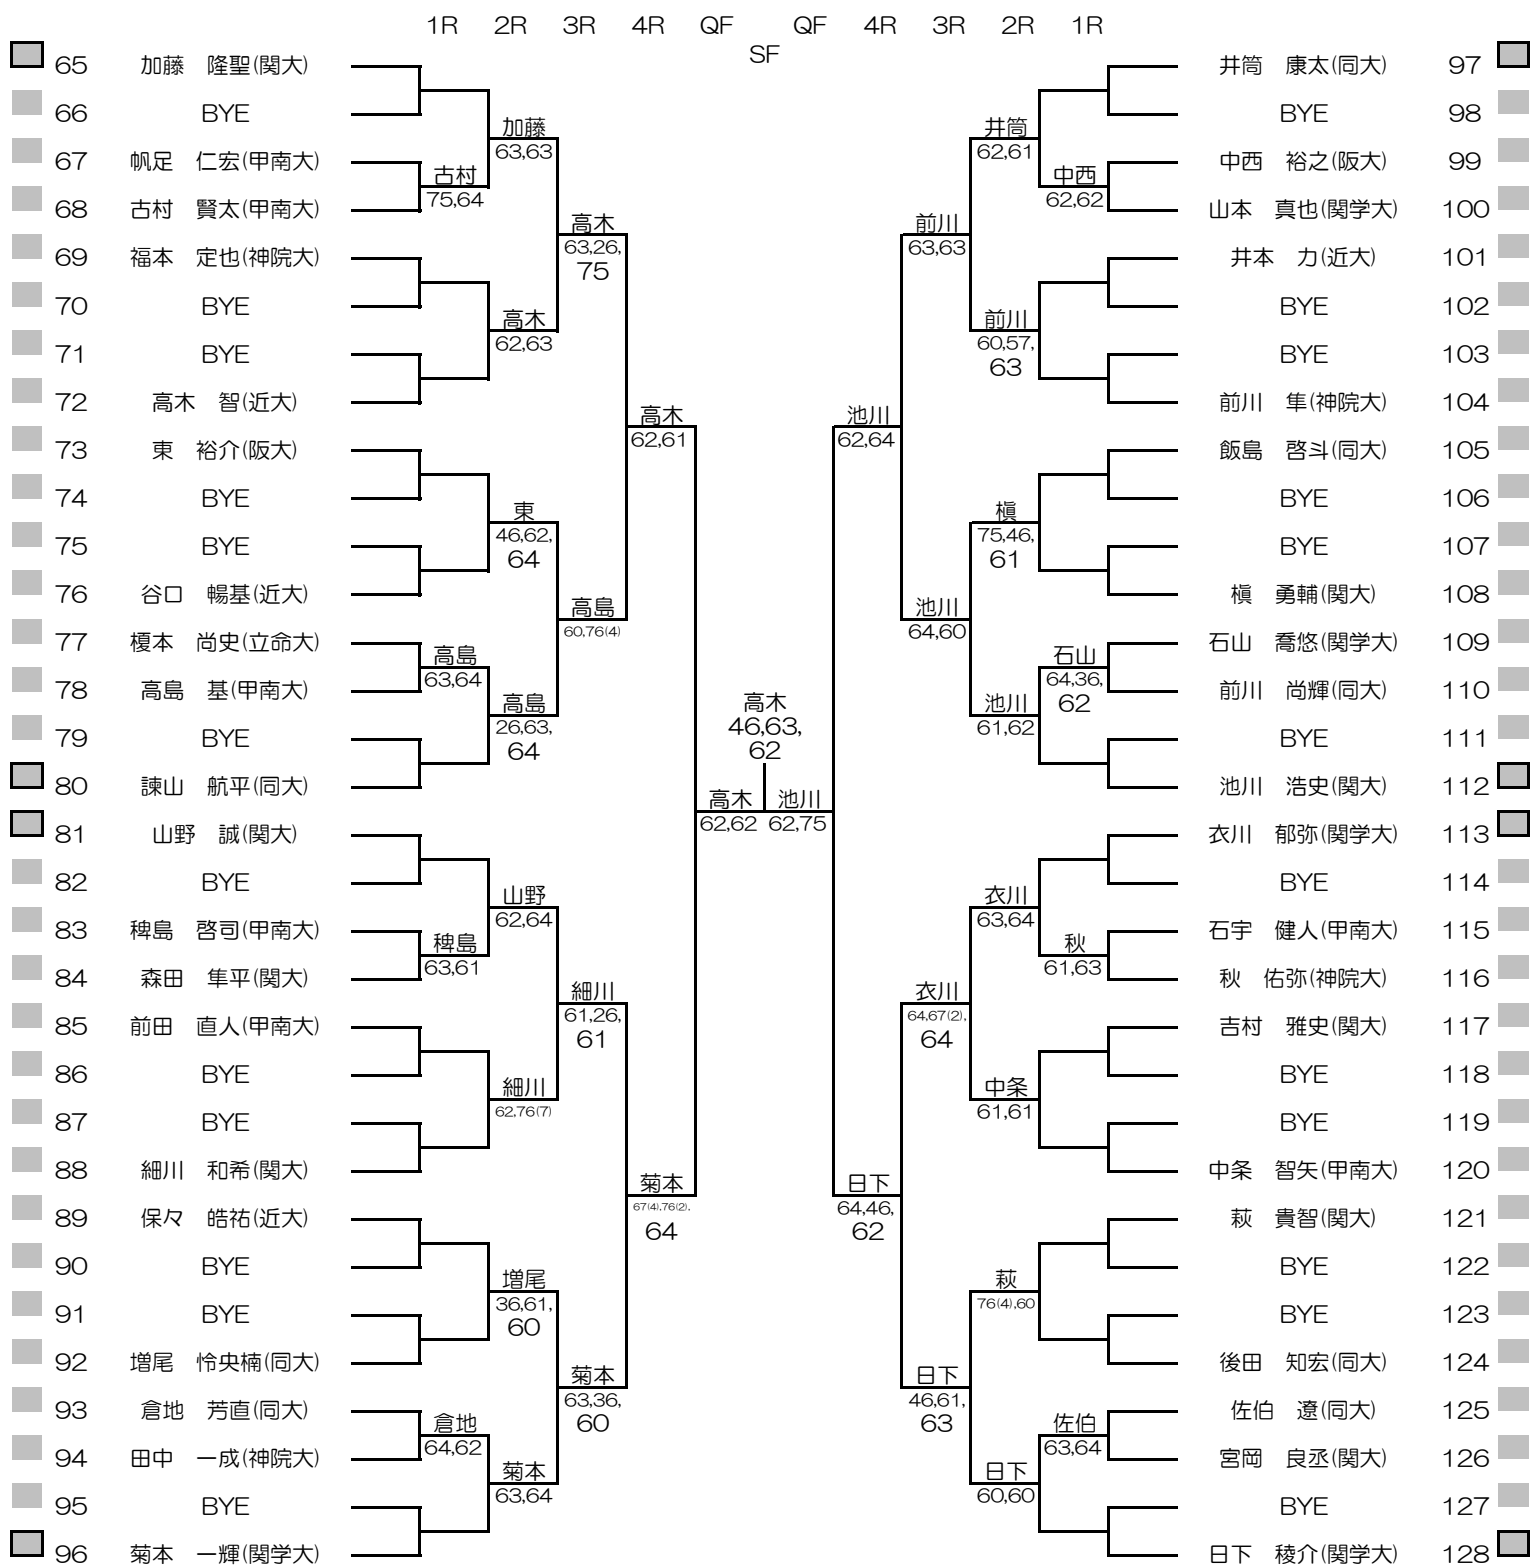 1R 2R 3R 4R QF QF 4R 3R 2R 1R
SF
65 加藤 隆聖(関大)
66 BYE
67 帆足 仁宏(甲南大)
68 古村 賢太(甲南大)
69 福本 定也(神院大)
70 BYE
71 BYE
72 高木 智(近大)
73 東 裕介(阪大)
74 BYE
75 BYE
76 谷口 暢基(近大)
77 榎本 尚史(立命大)
78 高島 基(甲南大)
79 BYE
80 諫山 航平(同大)
81 山野 誠(関大)
82 BYE
83 稗島 啓司(甲南大)
84 森田 隼平(関大)
85 前田 直人(甲南大)
86 BYE
87 BYE
88 細川 和希(関大)
89 保々 皓祐(近大)
90 BYE
91 BYE
92 増尾 怜央楠(同大)
93 倉地 芳直(同大)
94 田中 一成(神院大)
95 BYE
96 菊本 一輝(関学大)
古村
75,64
高島
63,64
稗島
63,61
倉地
64,62
加藤
63,63
高木
62,63
東
46,62,
64
高島
26,63,
64
山野
62,64
細川
62,76(7)
増尾
36,61,
60
菊本
63,64
高木
63,26,
75
高島
60,76(4)
細川
61,26,
61
菊本
63,36,
60
高木
62,61
菊本
67(4),76(2),
64
高木
62,62
高木
46,63,
62
池川
62,75
池川
62,64
日下
64,46,
62
前川
63,63
池川
64,60
衣川
64,67(2),
64
日下
46,61,
63
井筒
62,61
前川
60,57,
63
槇
75,46,
61
池川
61,62
衣川
63,64
中条
61,61
萩
76(4),60
日下
60,60
中西
62,62
石山
64,36,
62
秋
61,63
佐伯
63,64
井筒 康太(同大) 97
BYE 98
中西 裕之(阪大) 99
山本 真也(関学大) 100
井本 力(近大) 101
BYE 102
BYE 103
前川 隼(神院大) 104
飯島 啓斗(同大) 105
BYE 106
BYE 107
槇 勇輔(関大) 108
石山 喬悠(関学大) 109
前川 尚輝(同大) 110
BYE 111
池川 浩史(関大) 112
衣川 郁弥(関学大) 113
BYE 114
石宇 健人(甲南大) 115
秋 佑弥(神院大) 116
吉村 雅史(関大) 117
BYE 118
BYE 119
中条 智矢(甲南大) 120
萩 貴智(関大) 121
BYE 122
BYE 123
後田 知宏(同大) 124
佐伯 遼(同大) 125
宮岡 良丞(関大) 126
BYE 127
日下 稜介(関学大) 128